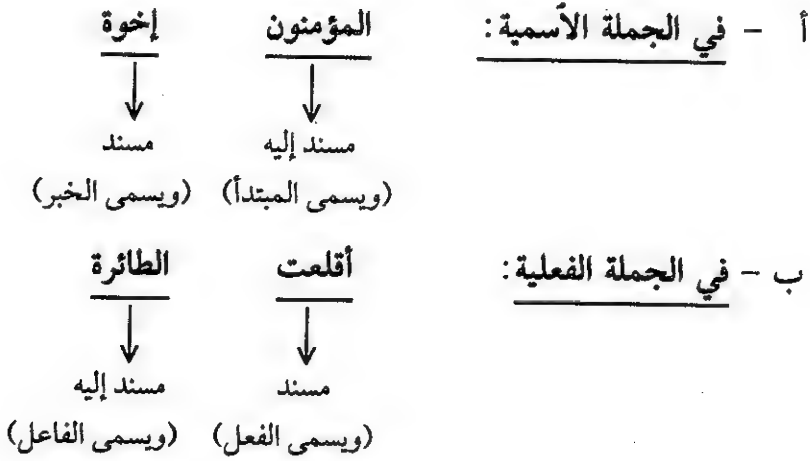 أ - في الجملة الأسمية: المؤمنون إخوة
مسند إليه مسند
(ويسمى المبتدأ) (ويسمى الخبر)
ب - في الجملة الفعلية: أقلعت الطائرة
مسند مسند إليه
(ويسمى الفعل) (ويسمى الفاعل)